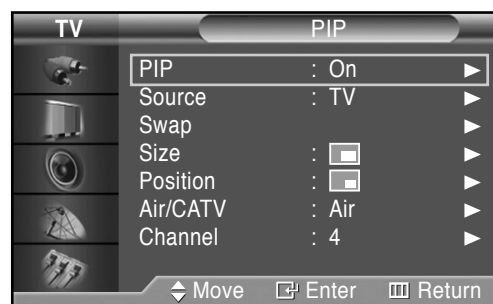 TV PIP
PIP : On ▶
Source : TV ▶
Swap ▶
Size : ▶
Position : ▶
Air/CATV : Air ▶
Channel : 4 ▶
Move Enter Return